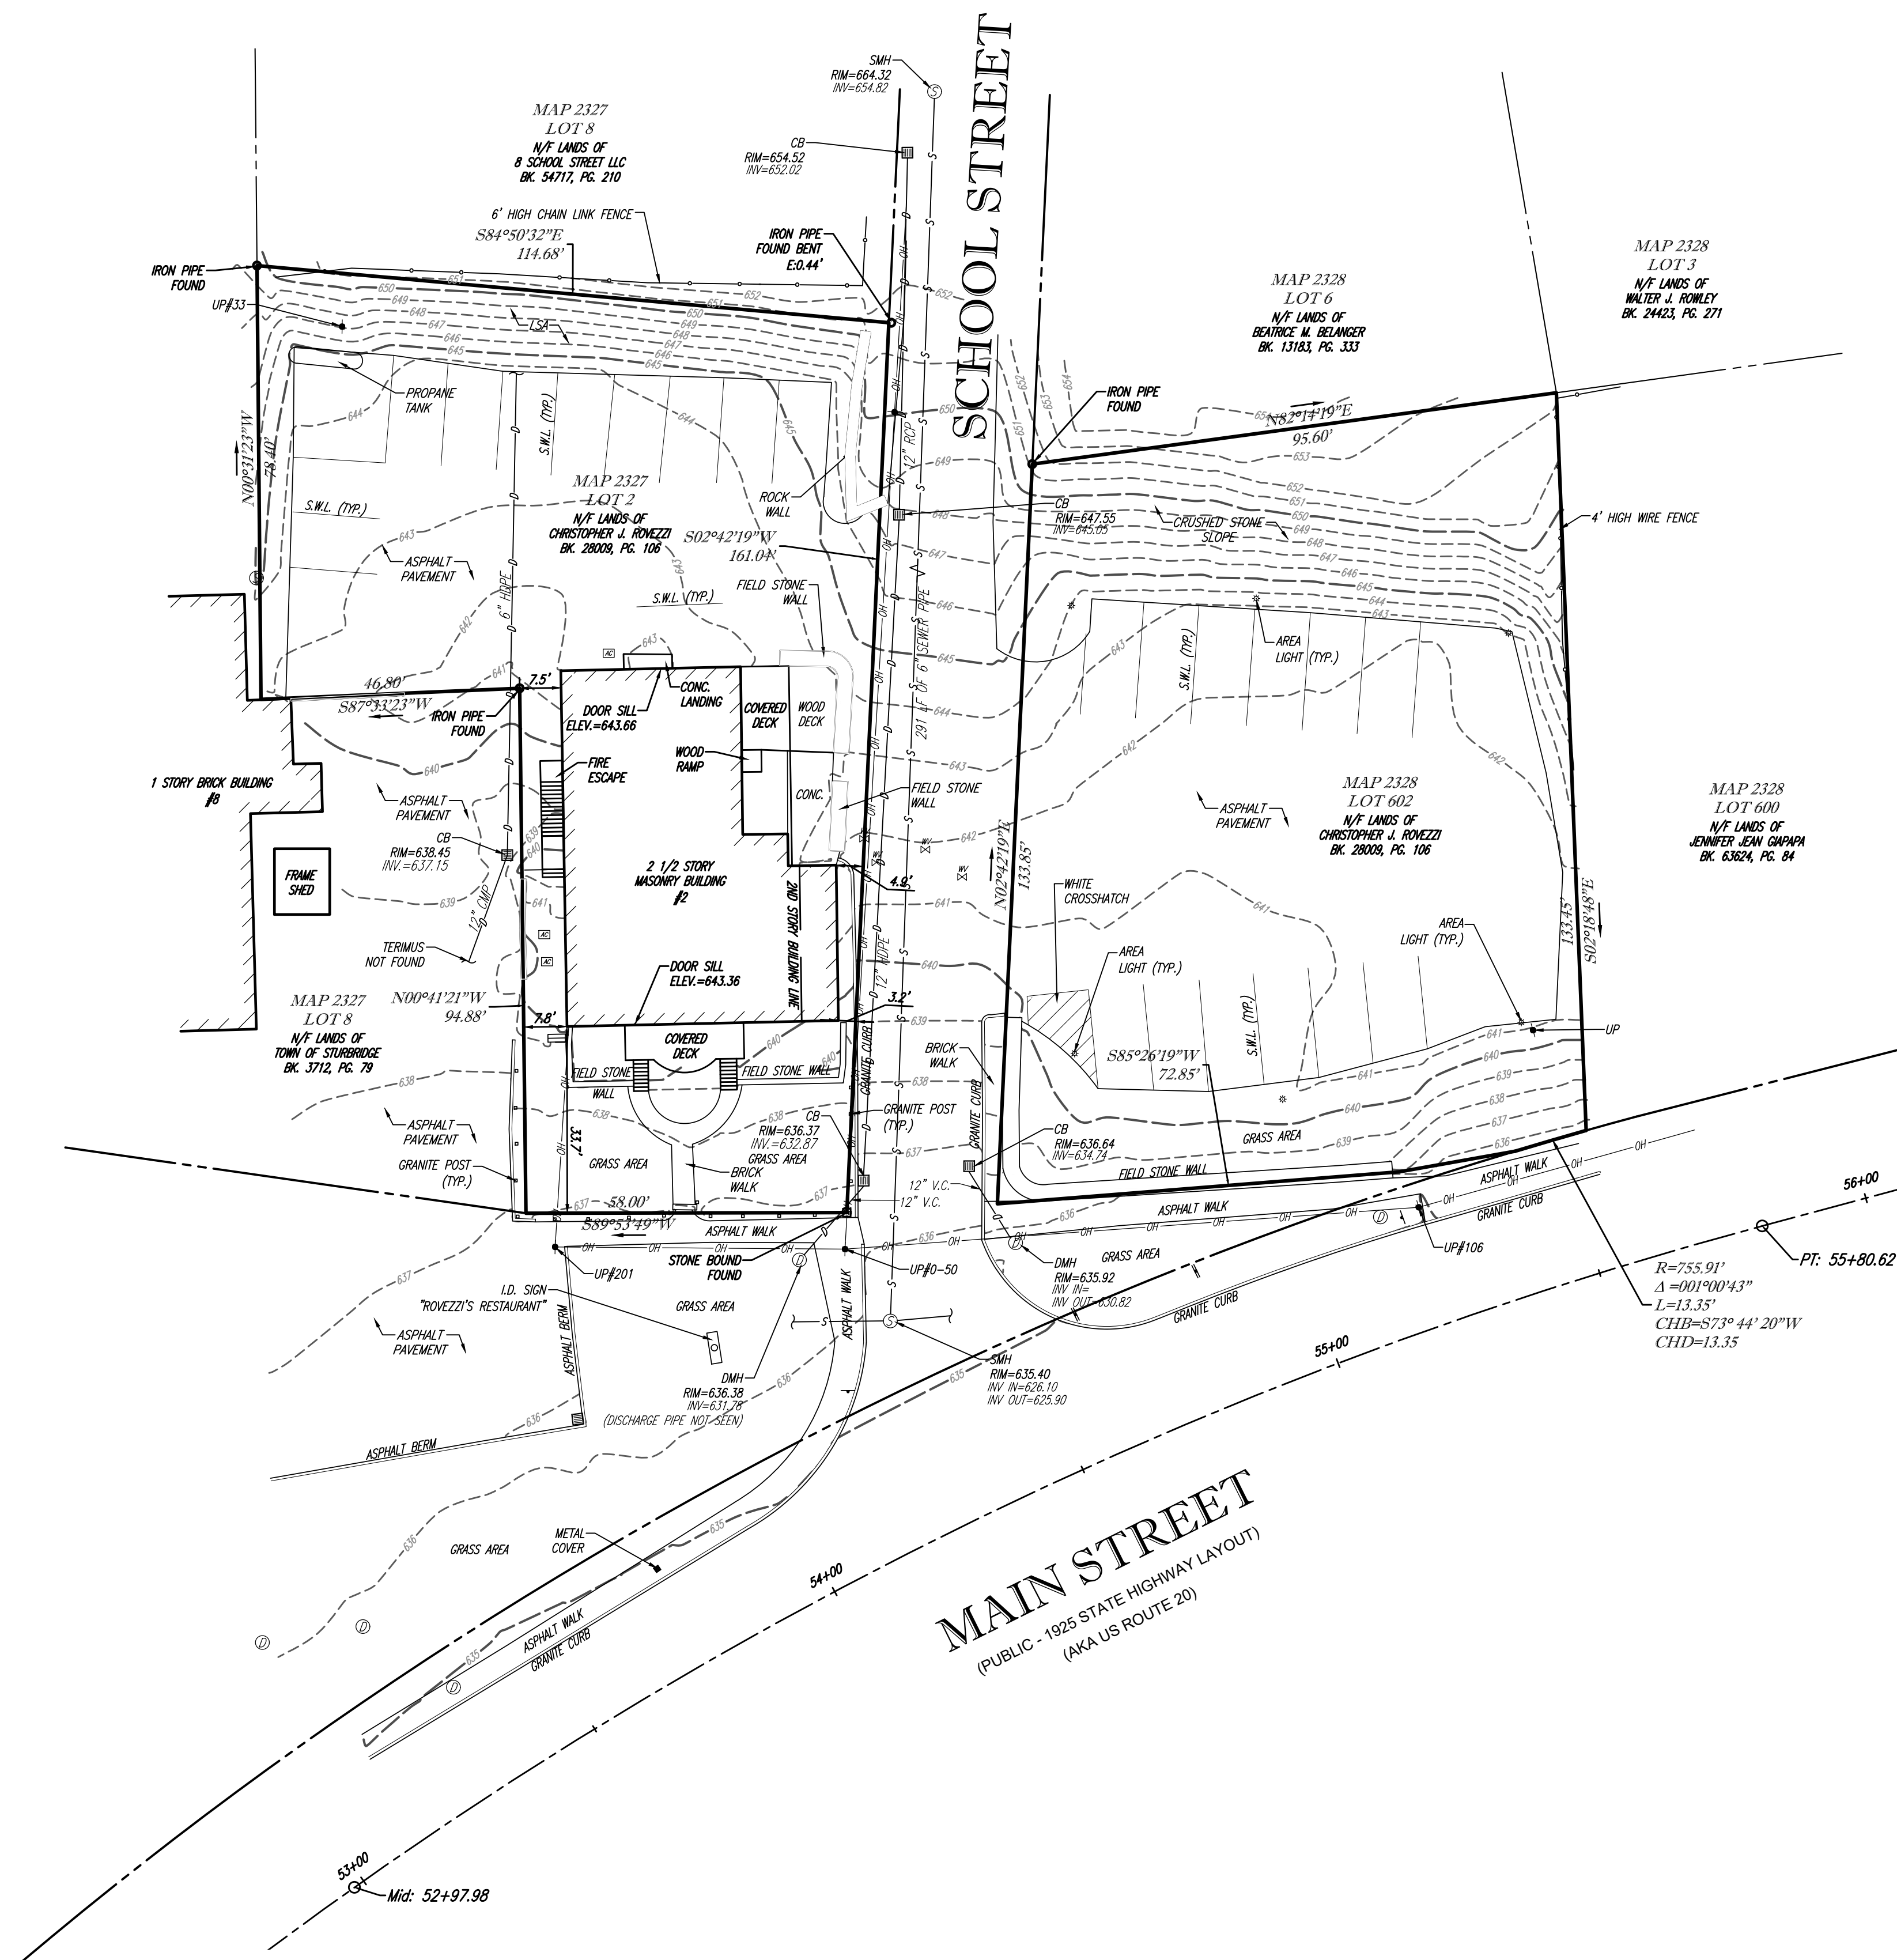 SCHOOL STREET
SMH
RIM=664.32
INV=654.82
CB
RIM=654.52
INV=652.02
MAP 2327
LOT 8
N/F LANDS OF
8 SCHOOL STREET LLC
BK. 54717, PG. 210
6' HIGH CHAIN LINK FENCE
S84°50'32"E
114.68'
IRON PIPE
FOUND BENT
E:0.44'
IRON PIPE
FOUND
UP#33
LSA
PROPANE
TANK
S.W.L. (TYP.)
N00°31'23"W
78.40'
S.W.L. (TYP.)
MAP 2327
LOT 2
N/F LANDS OF
CHRISTOPHER J. ROVEZZI
BK. 28009, PG. 106
ROCK
WALL
S02°42'19"W
161.04'
ASPHALT
PAVEMENT
FIELD STONE
WALL
S.W.L. (TYP.)
6" HDPE
12" RCP
291 LF OF 6" SEWER PIPE
MAP 2328
LOT 3
N/F LANDS OF
WALTER J. ROWLEY
BK. 24423, PG. 271
MAP 2328
LOT 6
N/F LANDS OF
BEATRICE M. BELANGER
BK. 13183, PG. 333
IRON PIPE
FOUND
N82°14'19"E
95.60'
CB
RIM=647.55
INV=645.05
CRUSHED STONE
SLOPE
4' HIGH WIRE FENCE
AREA
LIGHT (TYP.)
S.W.L. (TYP.)
46.80'
S87°33'23"W
IRON PIPE
FOUND
7.5'
DOOR SILL
ELEV.=643.66
CONC.
LANDING
COVERED
DECK
WOOD
DECK
WOOD
RAMP
FIRE
ESCAPE
CONC.
FIELD STONE
WALL
1 STORY BRICK BUILDING
#8
ASPHALT
PAVEMENT
CB
RIM=638.45
INV.=637.15
FRAME
SHED
12" CMP
TERIMUS
NOT FOUND
2 1/2 STORY
MASONRY BUILDING
#2
2ND STORY BUILDING LINE
4.9'
12" HDPE
3.2'
DOOR SILL
ELEV.=643.36
N00°41'21"W
94.88'
7.8'
MAP 2327
LOT 8
N/F LANDS OF
TOWN OF STURBRIDGE
BK. 3712, PG. 79
COVERED
DECK
FIELD STONE
WALL
FIELD STONE WALL
GRANITE CURB
N02°42'19"E
133.85'
ASPHALT
PAVEMENT
MAP 2328
LOT 602
N/F LANDS OF
CHRISTOPHER J. ROVEZZI
BK. 28009, PG. 106
MAP 2328
LOT 600
N/F LANDS OF
JENNIFER JEAN GIAPAPA
BK. 63624, PG. 84
133.45'
S02°18'48"E
WHITE
CROSSHATCH
AREA
LIGHT (TYP.)
AREA
LIGHT (TYP.)
S.W.L. (TYP.)
UP
BRICK
WALK
S85°26'19"W
72.85'
GRANITE CURB
ASPHALT
PAVEMENT
GRANITE POST
(TYP.)
33.7'
GRASS AREA
BRICK
WALK
GRASS AREA
CB
RIM=636.37
INV.=632.87
GRANITE POST
(TYP.)
CB
RIM=636.64
INV=634.74
GRASS AREA
FIELD STONE WALL
12" V.C.
12" V.C.
58.00'
S89°53'49"W
ASPHALT WALK
STONE BOUND
FOUND
UP#201
UP#0-50
ASPHALT WALK
ASPHALT WALK
GRANITE CURB
GRASS AREA
DMH
RIM=635.92
INV IN=
INV OUT=630.82
GRANITE CURB
UP#106
56+00
PT: 55+80.62
R=755.91'
Δ =001°00'43"
L=13.35'
CHB=S73° 44' 20"W
CHD=13.35
I.D. SIGN
"ROVEZZI'S RESTAURANT"
GRASS AREA
ASPHALT BERM
ASPHALT WALK
ASPHALT
PAVEMENT
DMH
RIM=636.38
INV=631.78
(DISCHARGE PIPE NOT SEEN)
SMH
RIM=635.40
INV IN=626.10
INV OUT=625.90
55+00
ASPHALT BERM
METAL
COVER
GRASS AREA
54+00
ASPHALT WALK
GRANITE CURB
MAIN STREET
(PUBLIC - 1925 STATE HIGHWAY LAYOUT)
(AKA US ROUTE 20)
53+00
Mid: 52+97.98